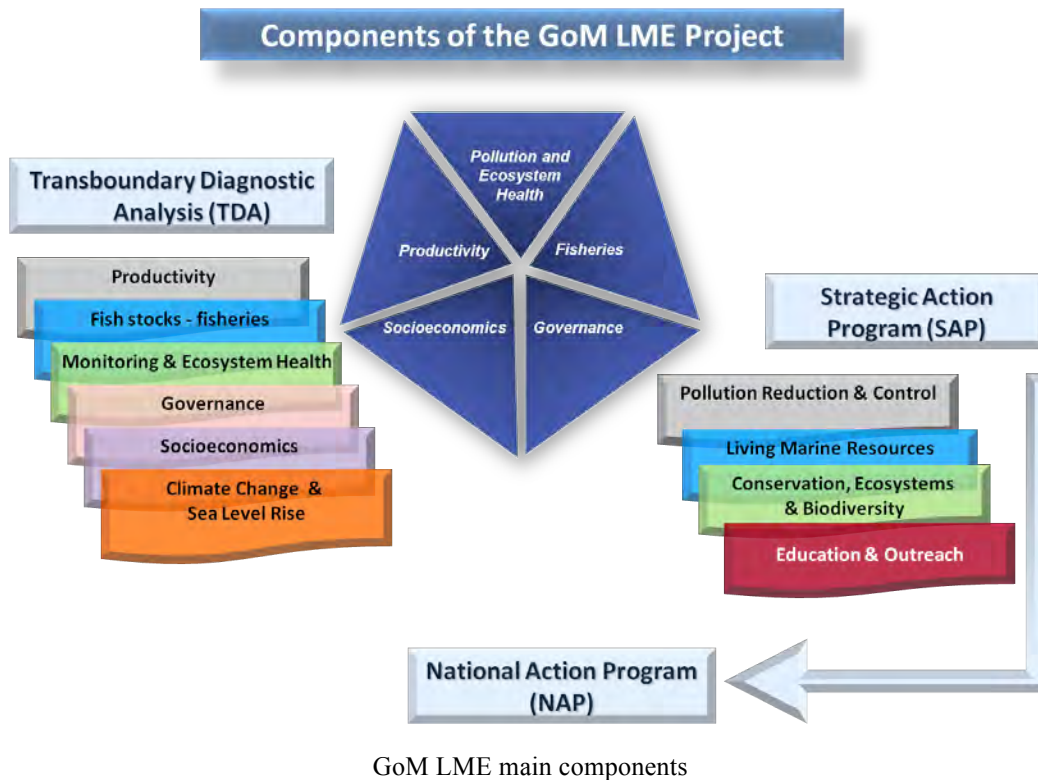 Components of the GoM LME Project
Transboundary Diagnostic
Analysis (TDA)
Productivity
Fish stocks - fisheries
Monitoring & Ecosystem Health
Governance
Socioeconomics
Climate Change &
Sea Level Rise
Pollution and
Ecosystem
Health
Productivity
Fisheries
Socioeconomics
Governance
Strategic Action
Program (SAP)
Pollution Reduction & Control
Living Marine Resources
Conservation, Ecosystems
& Biodiversity
Education & Outreach
National Action Program
(NAP)
GoM LME main components